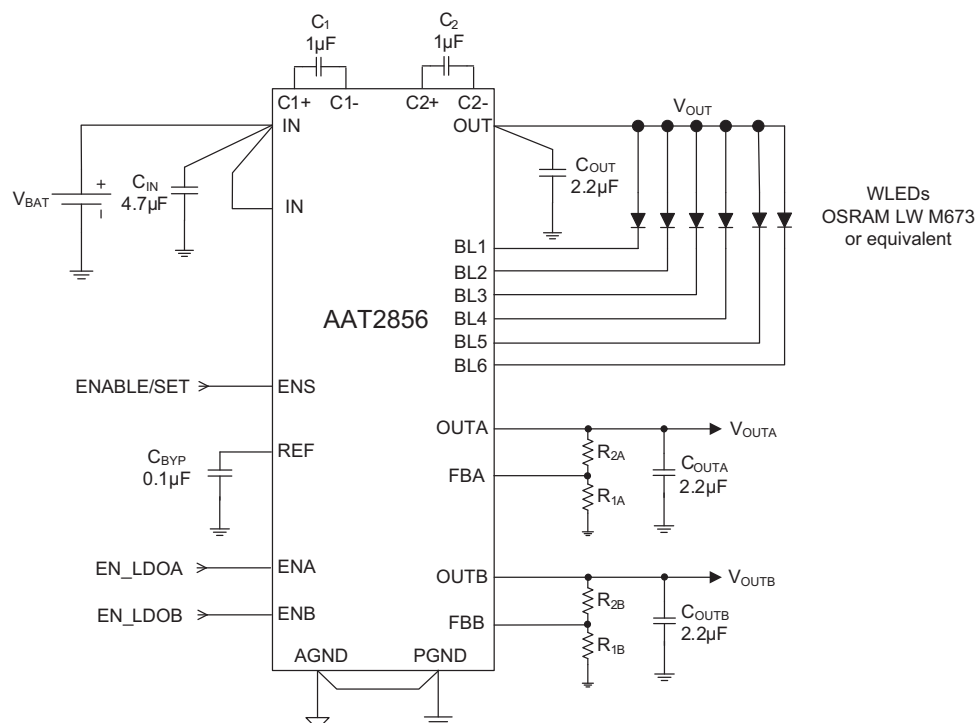 C1
1µF
C2
1µF
C1+ C1- C2+ C2-
IN OUT
VOUT
VBAT
+
–
CIN
4.7µF
IN
COUT
2.2µF
WLEDs
OSRAM LW M673
or equivalent
BL1
BL2
BL3
BL4
BL5
BL6
AAT2856
ENABLE/SET ENS
CBYP
0.1µF
REF
OUTA
VOUTA
R2A
FBA
R1A
COUTA
2.2µF
EN_LDOA ENA
EN_LDOB ENB
OUTB
VOUTB
R2B
FBB
R1B
COUTB
2.2µF
AGND PGND